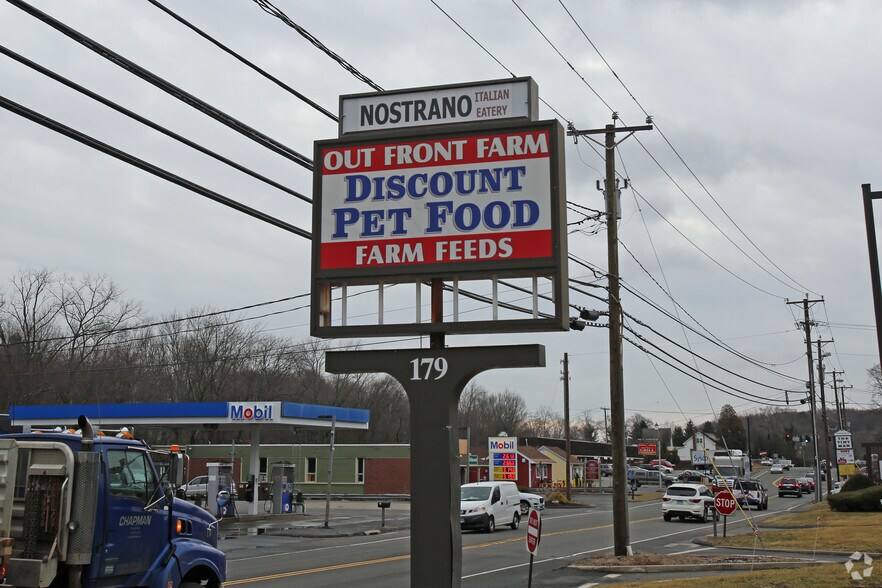 NOSTRANO ITALIAN EATERY
OUT FRONT FARM
DISCOUNT
PET FOOD
FARM FEEDS
179
Mobil
Mobil
CHAPMAN
STOP